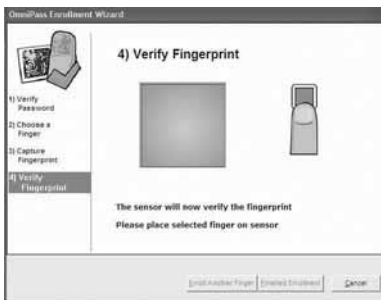 OmniPass Enrollment Wizard
4) Verify Fingerprint
1) Verify
Password
2) Choose a
Finger
3) Capture
Fingerprint
4) Verify
Fingerprint
The sensor will now verify the fingerprint
Please place selected finger on sensor
Enroll Another Finger
Finished Enrollment
Cancel